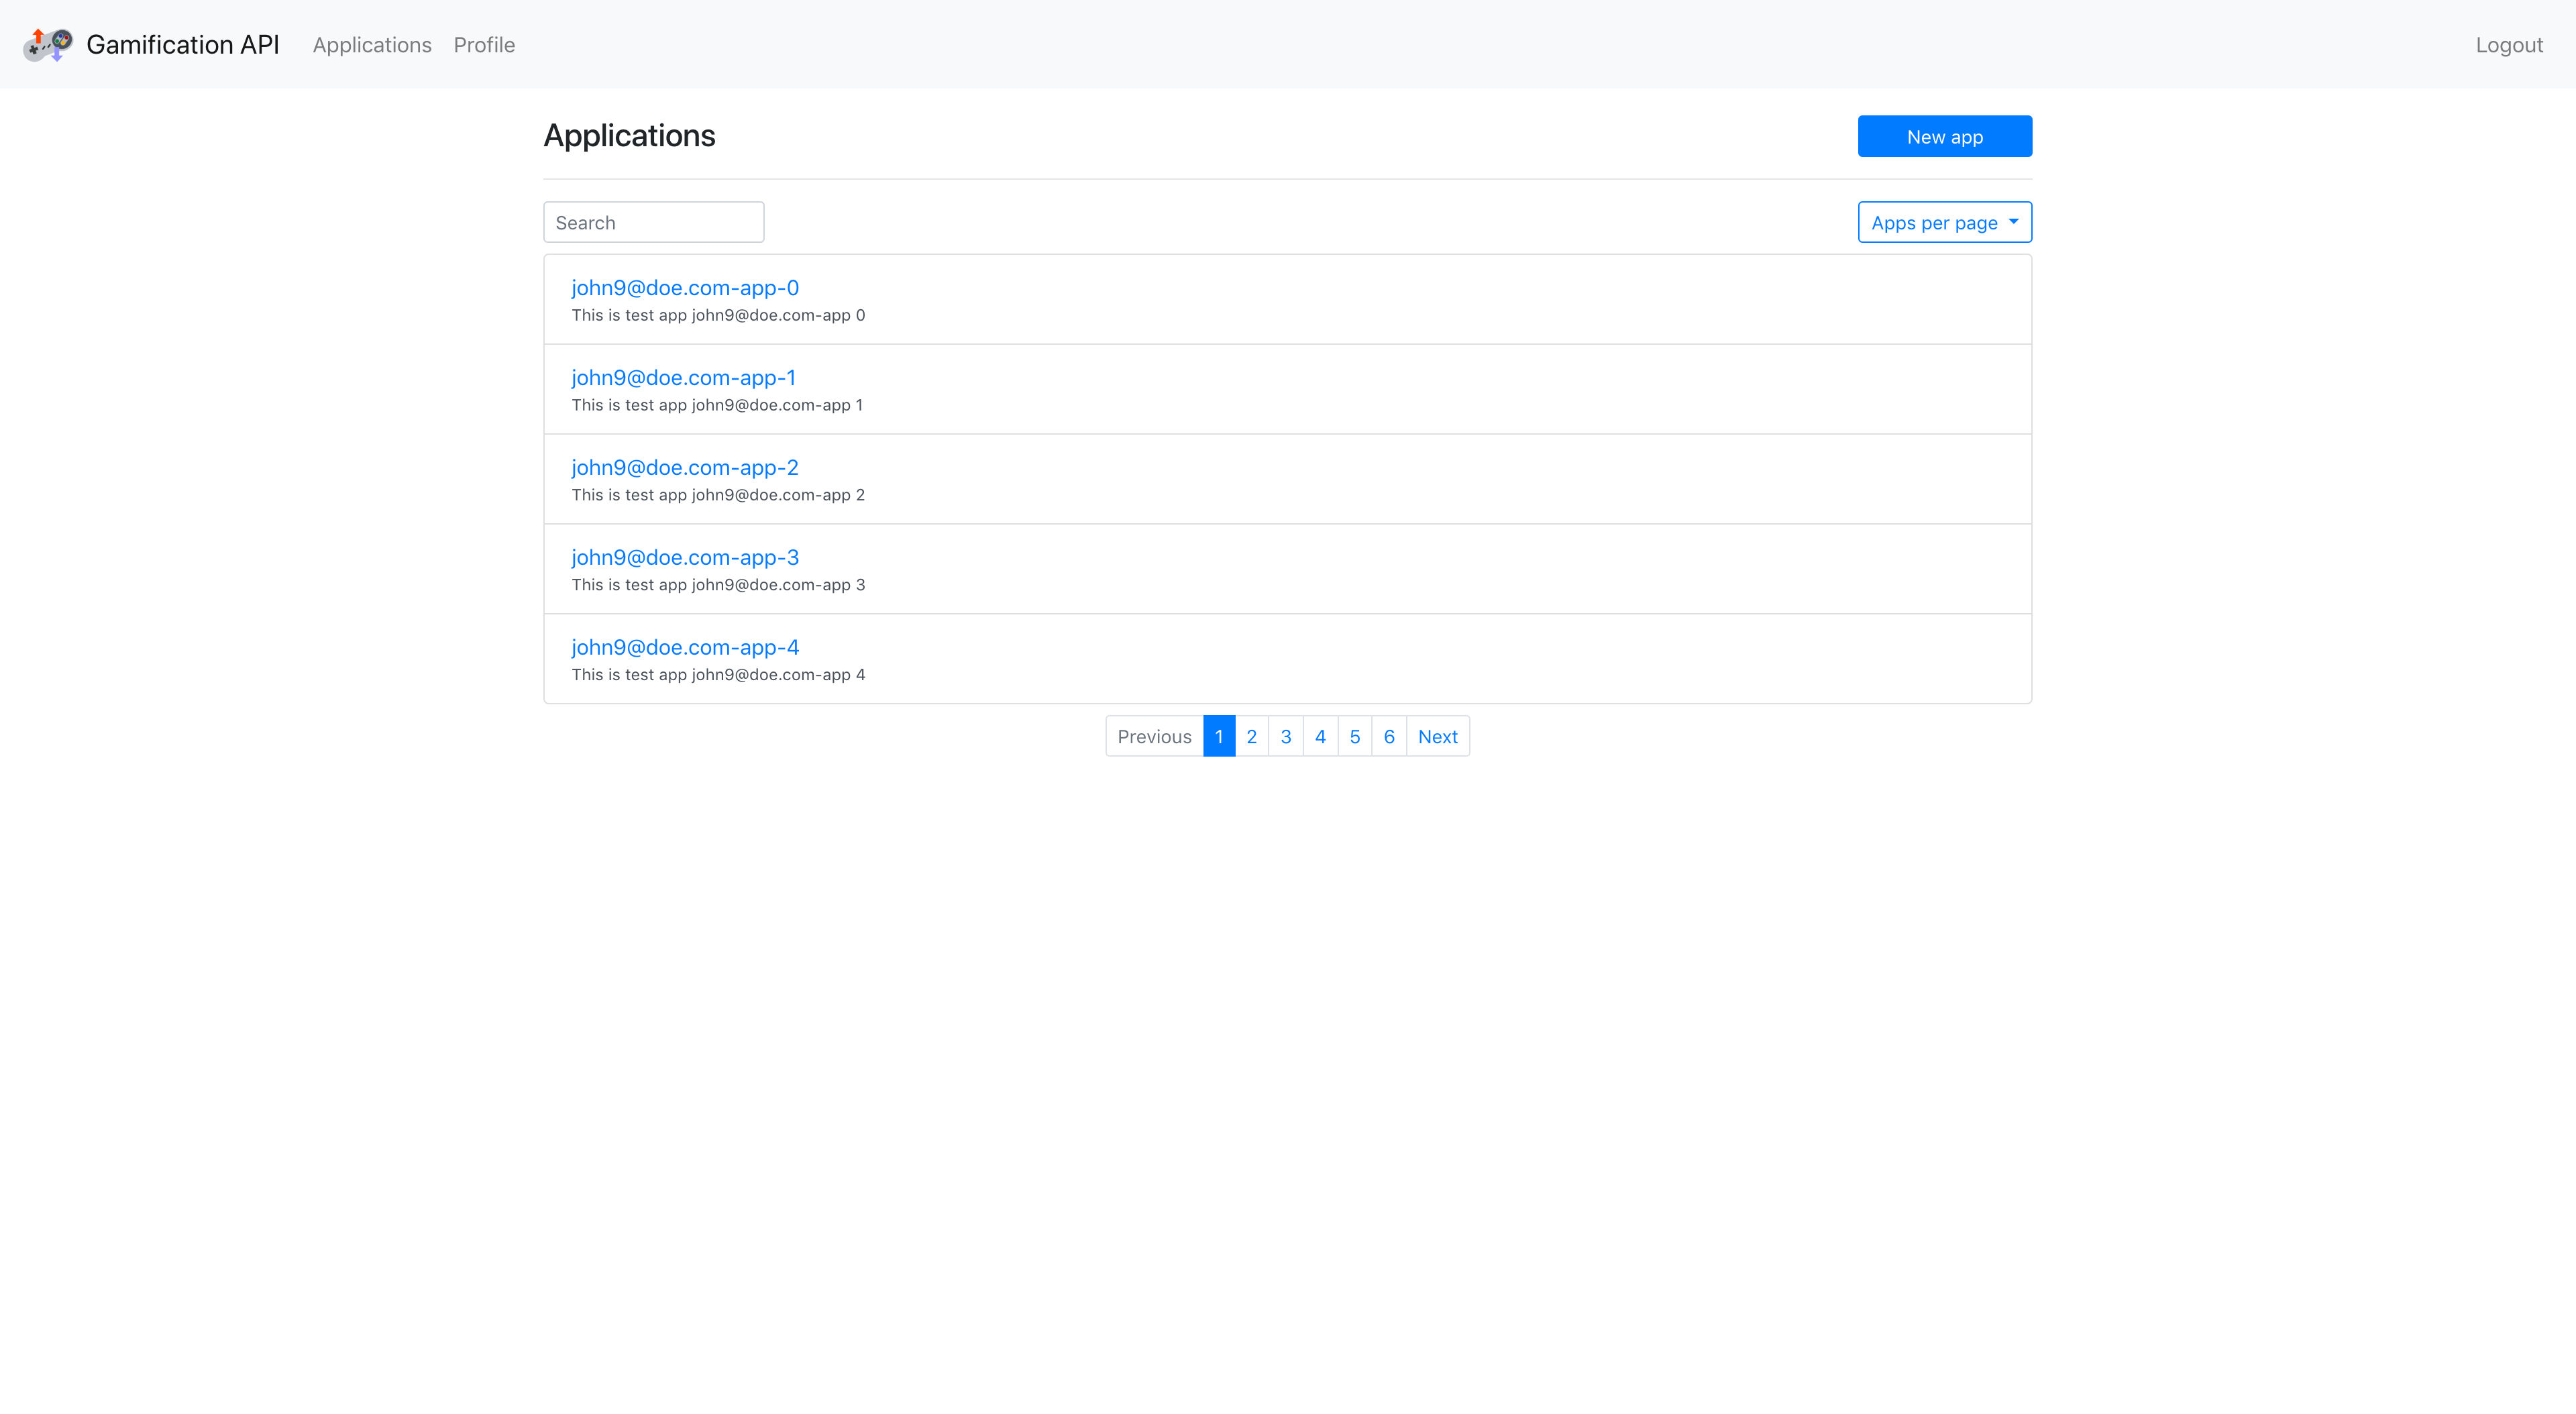 Gamification API Applications Profile Logout
Applications New app
Search Apps per page
john9@doe.com-app-0
This is test app john9@doe.com-app 0
john9@doe.com-app-1
This is test app john9@doe.com-app 1
john9@doe.com-app-2
This is test app john9@doe.com-app 2
john9@doe.com-app-3
This is test app john9@doe.com-app 3
john9@doe.com-app-4
This is test app john9@doe.com-app 4
Previous 1 2 3 4 5 6 Next